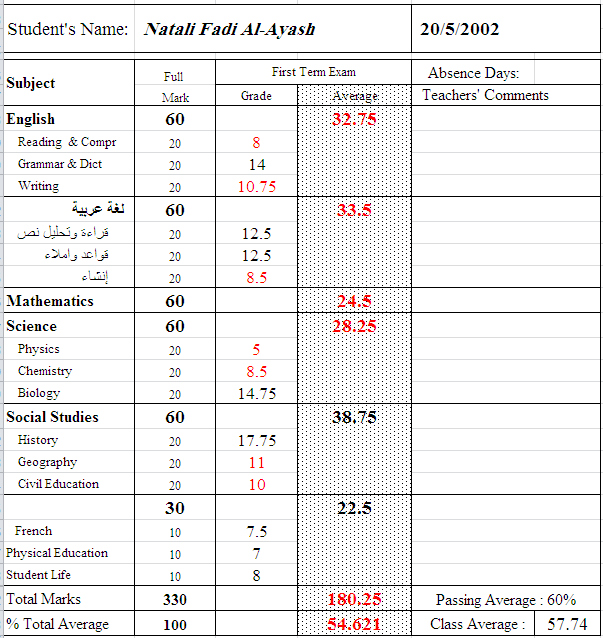 Student's Name: Natali Fadi Al-Ayash 20/5/2002
Subject Full Mark First Term Exam Absence Days:
Grade Average Teachers' Comments
English 60 32.75
Reading & Compr 20 8
Grammar & Dict 20 14
Writing 20 10.75
لغة عربية 60 33.5
قراءة وتحليل نص 20 12.5
قواعد واملاء 20 12.5
إنشاء 20 8.5
Mathematics 60 24.5
Science 60 28.25
Physics 20 5
Chemistry 20 8.5
Biology 20 14.75
Social Studies 60 38.75
History 20 17.75
Geography 20 11
Civil Education 20 10
30 22.5
French 10 7.5
Physical Education 10 7
Student Life 10 8
Total Marks 330 180.25 Passing Average : 60%
% Total Average 100 54.621 Class Average : 57.74